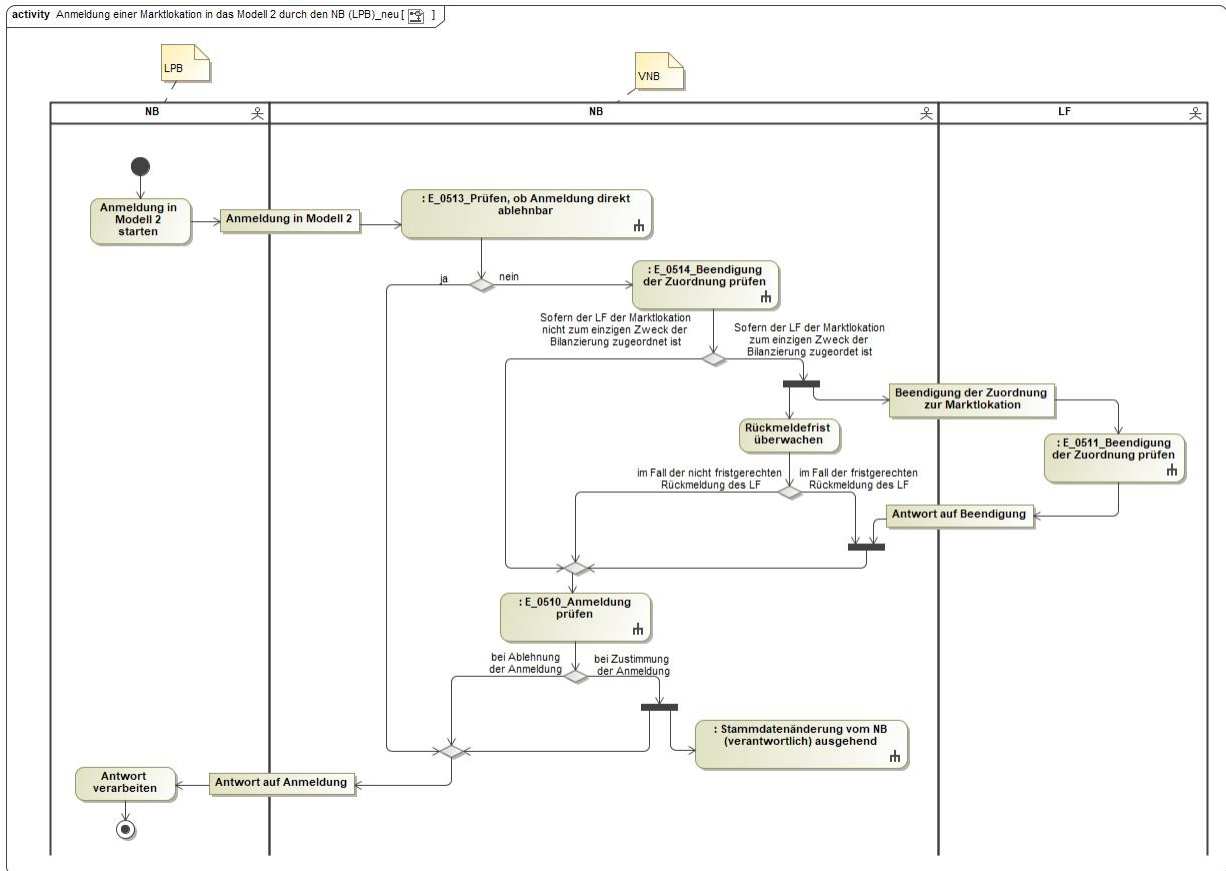 activity Anmeldung einer Marktlokation in das Modell 2 durch den NB (LPB)_neu [ ]
LPB
VNB
NB
NB
LF
Anmeldung in
Modell 2
starten
Anmeldung in Modell 2
: E_0513_Prüfen, ob Anmeldung direkt
ablehnbar
ja
nein
: E_0514_Beendigung
der Zuordnung prüfen
Sofern der LF der Marktlokation
nicht zum einzigen Zweck der
Bilanzierung zugeordnet ist
Sofern der LF der Marktlokation
zum einzigen Zweck der
Bilanzierung zugeordet ist
Beendigung der Zuordnung
zur Marktlokation
Rückmeldefrist
überwachen
: E_0511_Beendigung
der Zuordnung prüfen
im Fall der nicht fristgerechten
Rückmeldung des LF
im Fall der fristgerechten
Rückmeldung des LF
Antwort auf Beendigung
: E_0510_Anmeldung
prüfen
bei Ablehnung
der Anmeldung
bei Zustimmung
der Anmeldung
: Stammdatenänderung vom NB
(verantwortlich) ausgehend
Antwort
verarbeiten
Antwort auf Anmeldung